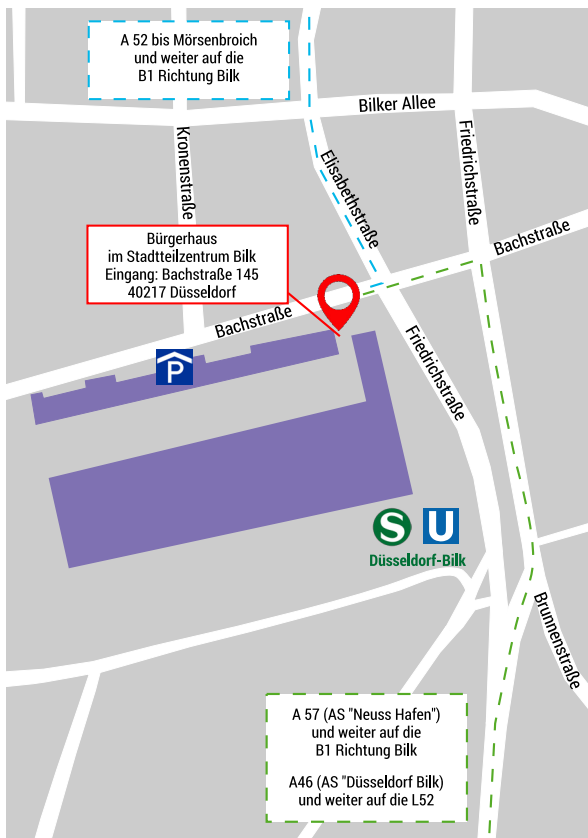 A 52 bis Mörsenbroich
und weiter auf die
B1 Richtung Bilk
Bilker Allee
Kronenstraße
Elisabethstraße
Friedrichstraße
Bachstraße
Bürgerhaus
im Stadtteilzentrum Bilk
Eingang: Bachstraße 145
40217 Düsseldorf
Bachstraße
Friedrichstraße
P
S U
Düsseldorf-Bilk
Brunnenstraße
A 57 (AS "Neuss Hafen")
und weiter auf die
B1 Richtung Bilk
A46 (AS "Düsseldorf Bilk)
und weiter auf die L52